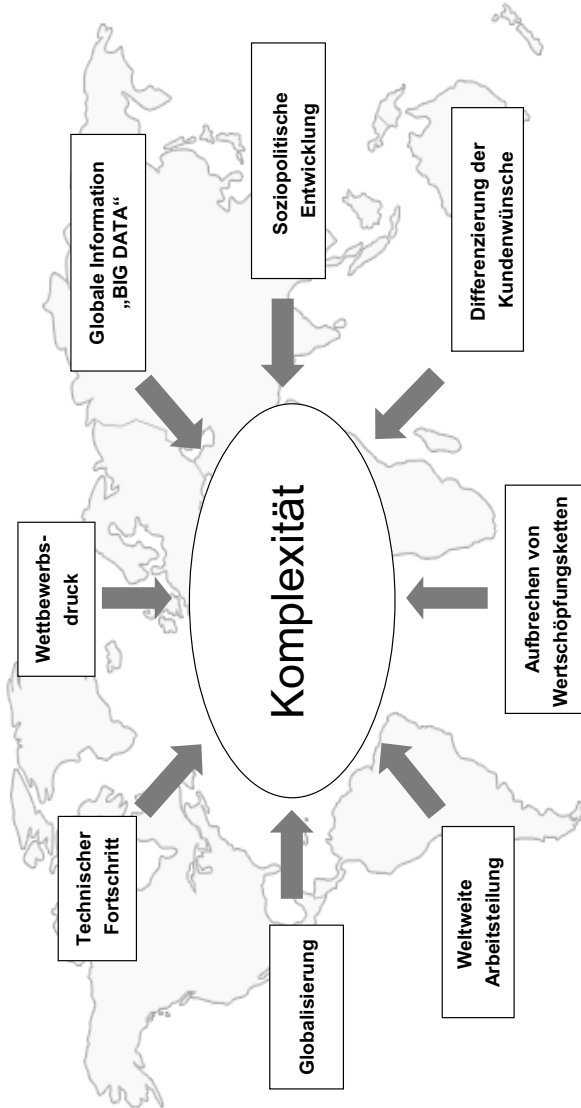 Technischer
Fortschritt
Wettbewerbs-
druck
Globale Information
„BIG DATA“
Globalisierung
Komplexität
Soziopolitische
Entwicklung
Weltweite
Arbeitsteilung
Aufbrechen von
Wertschöpfungsketten
Differenzierung der
Kundenwünsche